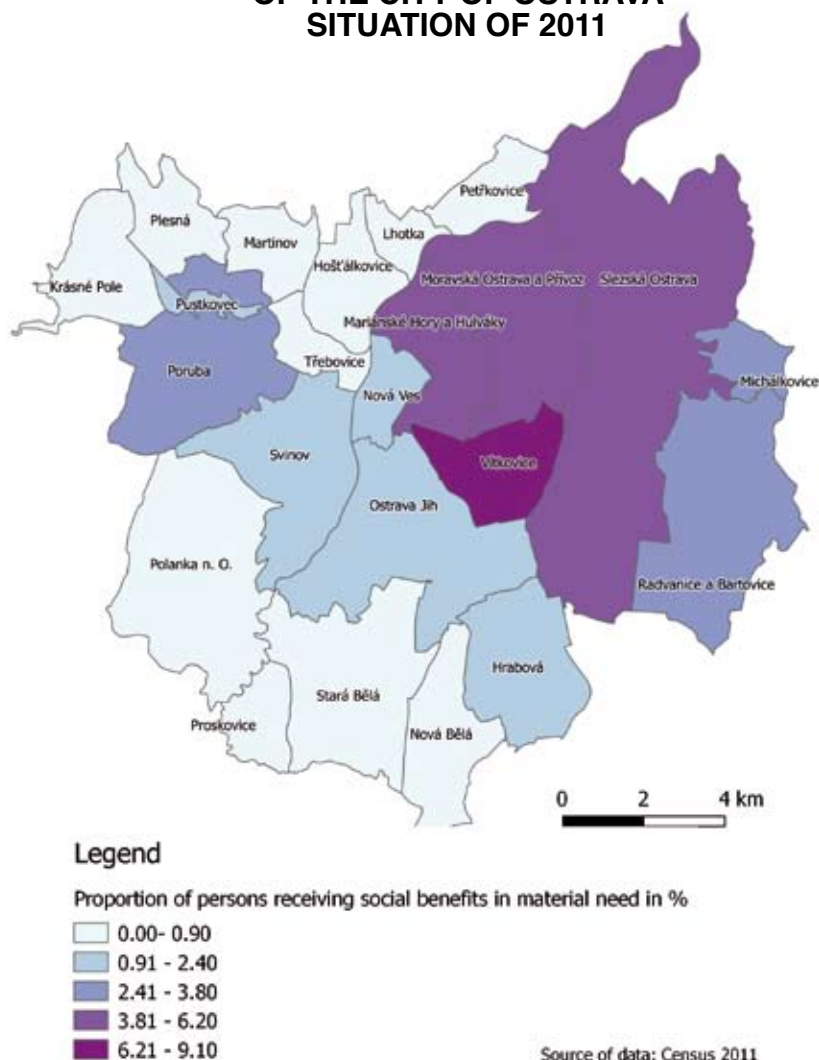 SITUATION OF 2011
Petřkovice
Plesná
Lhotka
Martinov
Hošťálkovice
Moravská Ostrava a Přívoz
Slezská Ostrava
Krásné Pole
Pustkovec
Mariánské Hory a Hulváky
Třebovice
Poruba
Michálkovice
Nová Ves
Svinov
Vítkovice
Ostrava Jih
Polanka n. O.
Radvanice a Bartovice
Hrabová
Stará Bělá
Proskovice
Nová Bělá
0 2 4 km
Legend
Proportion of persons receiving social benefits in material need in %
0.00- 0.90
0.91 - 2.40
2.41 - 3.80
3.81 - 6.20
6.21 - 9.10
Source of data: Census 2011